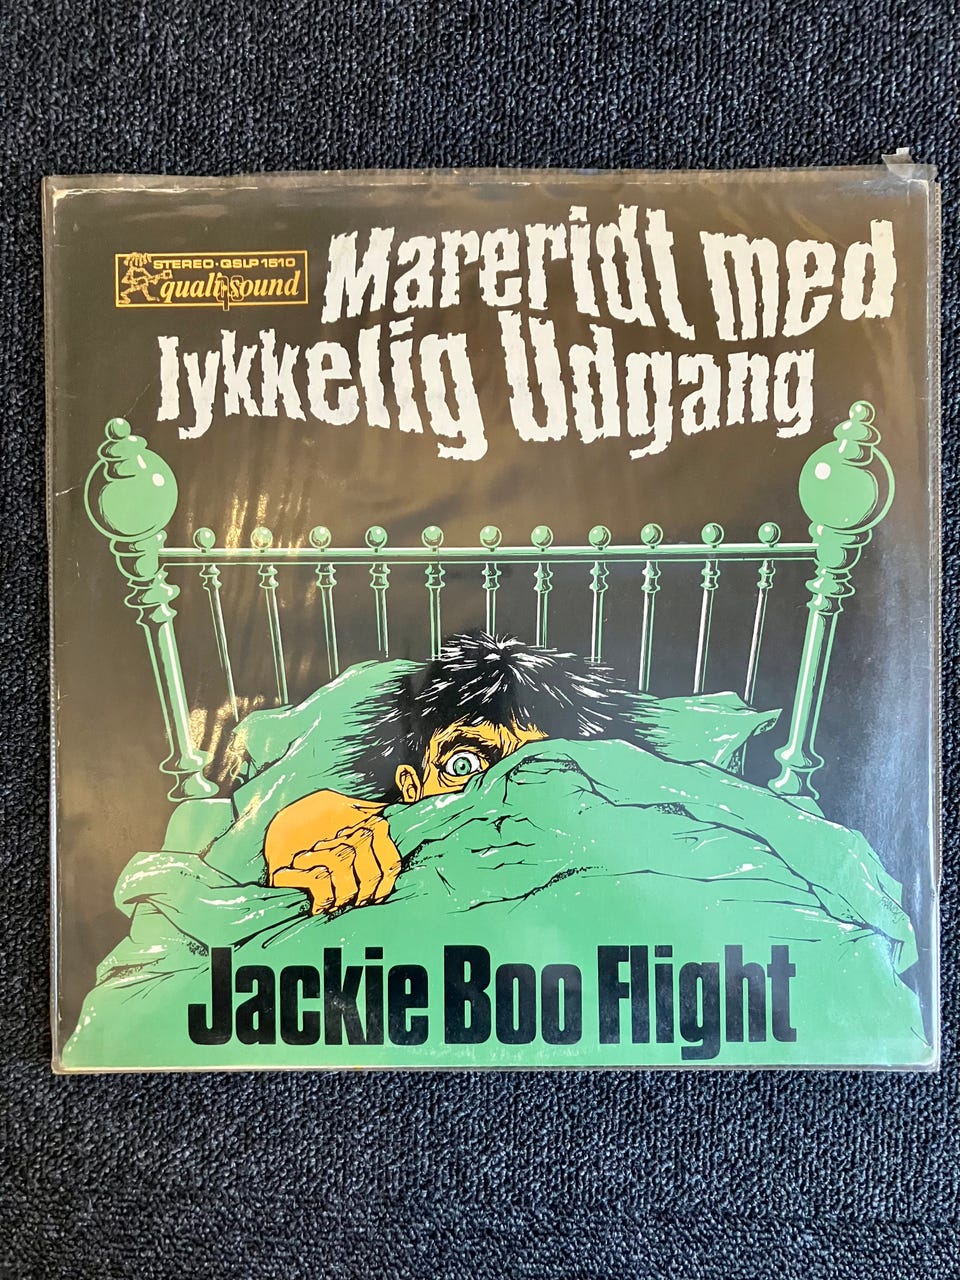 STEREO · QSLP 1510
quali sound
Mareridt med
lykkelig Udgang
Jackie Boo Flight